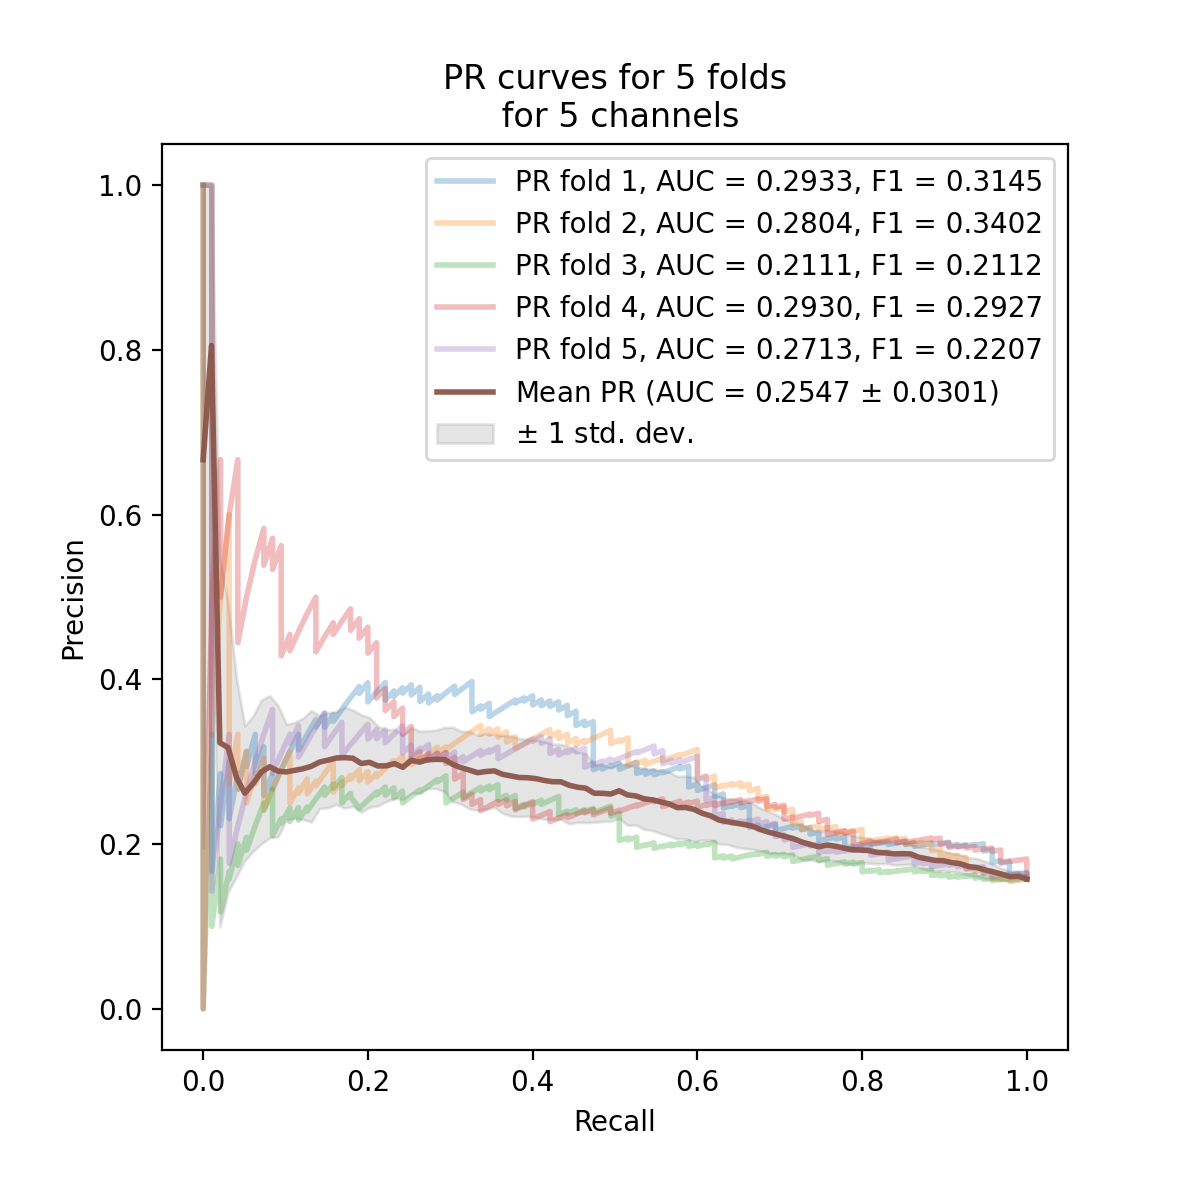 PR curves for 5 folds
for 5 channels
PR fold 1, AUC = 0.2933, F1 = 0.3145
PR fold 2, AUC = 0.2804, F1 = 0.3402
PR fold 3, AUC = 0.2111, F1 = 0.2112
PR fold 4, AUC = 0.2930, F1 = 0.2927
PR fold 5, AUC = 0.2713, F1 = 0.2207
Mean PR (AUC = 0.2547 ± 0.0301)
± 1 std. dev.
Precision
1.0
0.8
0.6
0.4
0.2
0.0
0.0 0.2 0.4 0.6 0.8 1.0
Recall